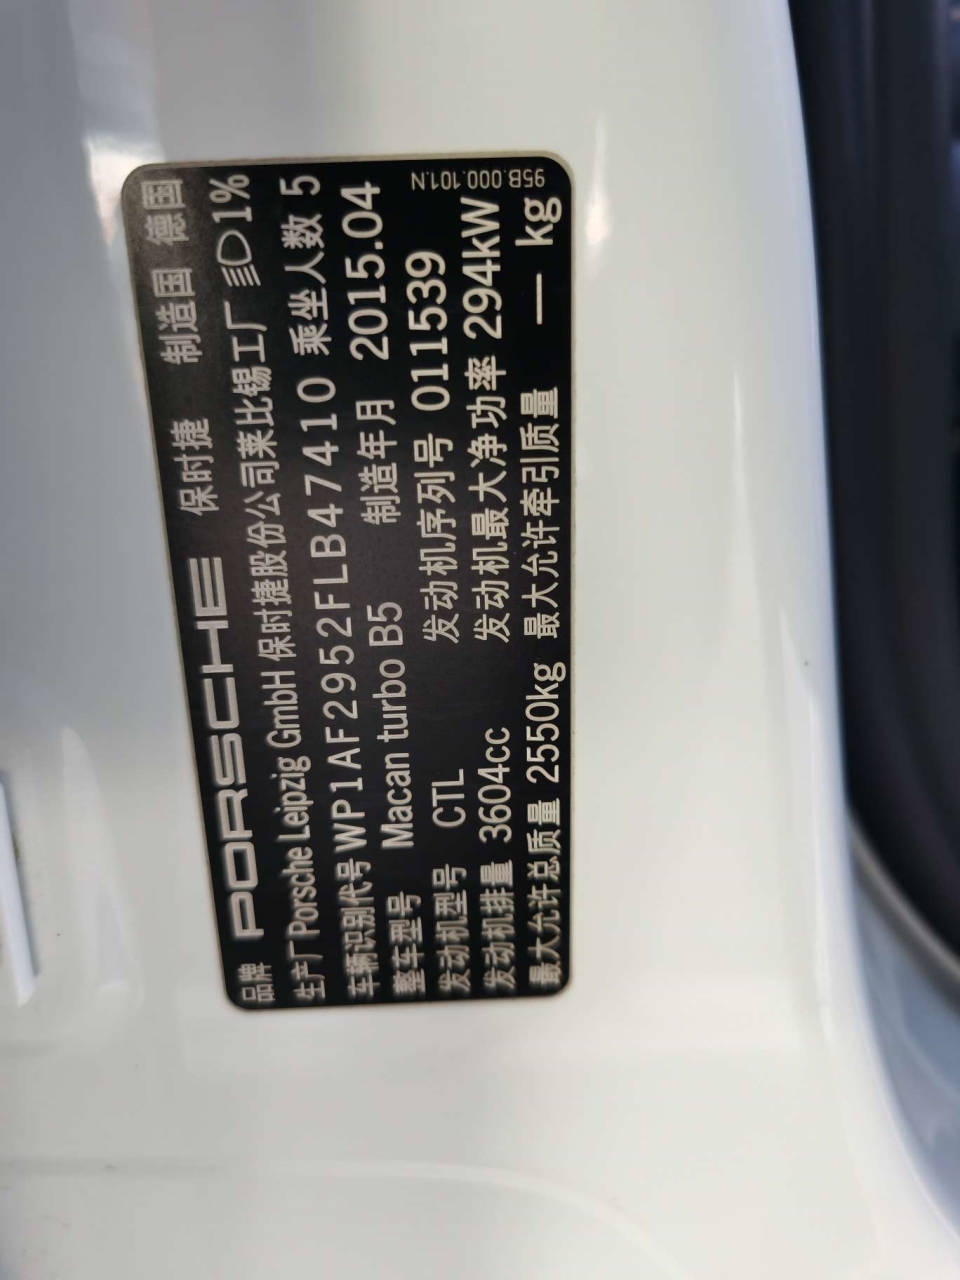 品牌 PORSCHE 保时捷 制造国 德国
生产厂 Porsche Leipzig GmbH 保时捷股份公司莱比锡工厂 1%
车辆识别代号 WP1AF2952FLB47410 乘坐人数 5
整车型号 Macan turbo B5 制造年月 2015.04
发动机型号 CTL 发动机序列号 011539
发动机排量 3604cc 发动机最大净功率 294kW
最大允许总质量 2550kg 最大允许牵引质量 — kg
95B.000.101.N